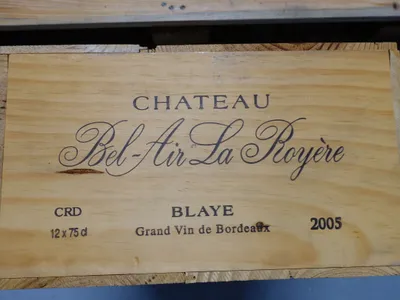 CHATEAU
Bel-Air La Royère
CRD
BLAYE
2005
12 x 75 cl
Grand Vin de Bordeaux